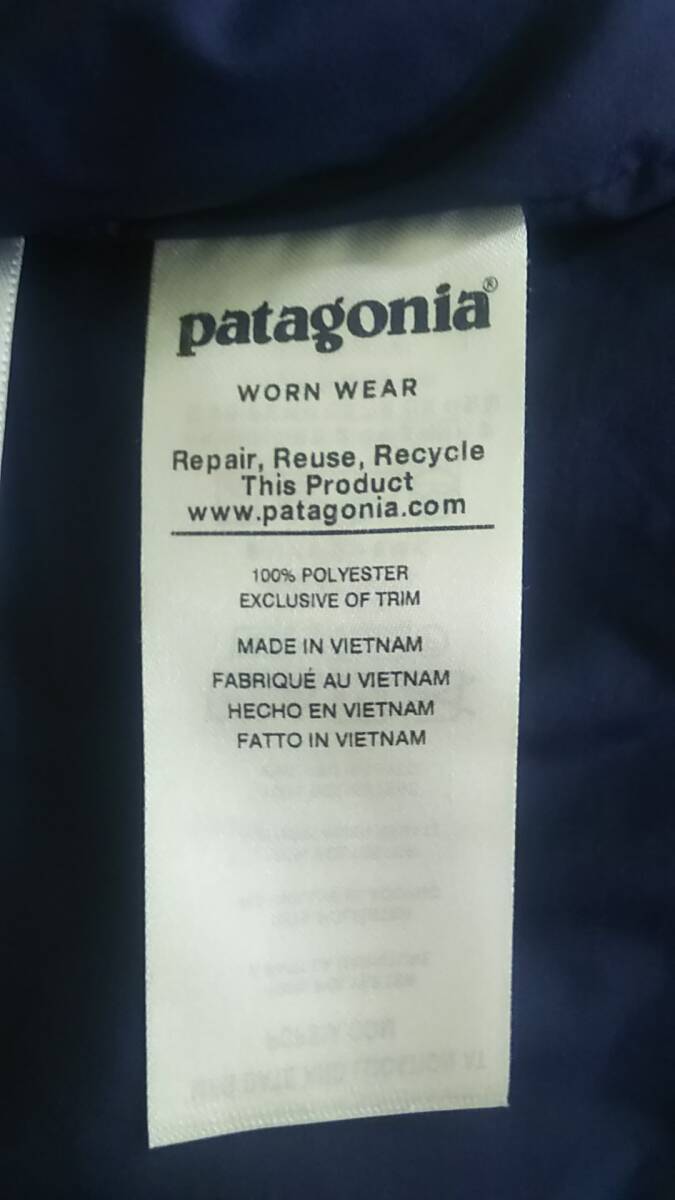 patagonia®
WORN WEAR
Repair, Reuse, Recycle
This Product
www.patagonia.com
100% POLYESTER
EXCLUSIVE OF TRIM
MADE IN VIETNAM
FABRIQUÉ AU VIETNAM
HECHO EN VIETNAM
FATTO IN VIETNAM